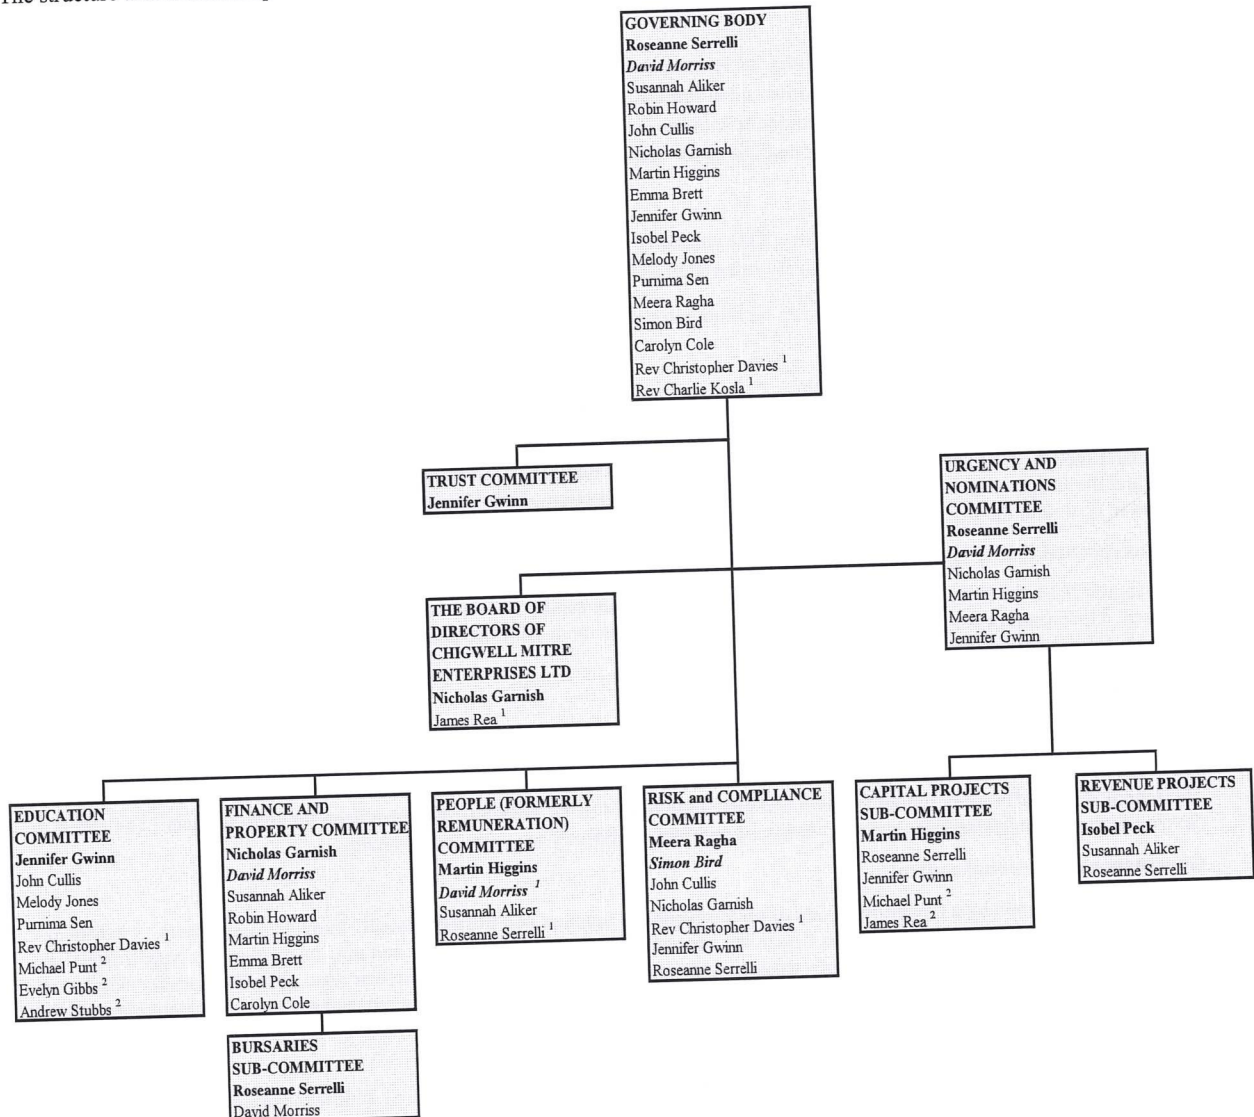 GOVERNING BODY
Roseanne Serrelli
David Morriss
Susannah Aliker
Robin Howard
John Cullis
Nicholas Garnish
Martin Higgins
Emma Brett
Jennifer Gwinn
Isobel Peck
Melody Jones
Purnima Sen
Meera Ragha
Simon Bird
Carolyn Cole
Rev Christopher Davies 1
Rev Charlie Kosla 1
TRUST COMMITTEE
Jennifer Gwinn
URGENCY AND
NOMINATIONS
COMMITTEE
Roseanne Serrelli
David Morriss
Nicholas Garnish
Martin Higgins
Meera Ragha
Jennifer Gwinn
THE BOARD OF
DIRECTORS OF
CHIGWELL MITRE
ENTERPRISES LTD
Nicholas Garnish
James Rea 1
EDUCATION
COMMITTEE
Jennifer Gwinn
John Cullis
Melody Jones
Purnima Sen
Rev Christopher Davies 1
Michael Punt 2
Evelyn Gibbs 2
Andrew Stubbs 2
FINANCE AND
PROPERTY COMMITTEE
Nicholas Garnish
David Morriss
Susannah Aliker
Robin Howard
Martin Higgins
Emma Brett
Isobel Peck
Carolyn Cole
PEOPLE (FORMERLY
REMUNERATION)
COMMITTEE
Martin Higgins
David Morriss 1
Susannah Aliker
Roseanne Serrelli 1
RISK and COMPLIANCE
COMMITTEE
Meera Ragha
Simon Bird
John Cullis
Nicholas Garnish
Rev Christopher Davies 1
Jennifer Gwinn
Roseanne Serrelli
CAPITAL PROJECTS
SUB-COMMITTEE
Martin Higgins
Roseanne Serrelli
Jennifer Gwinn
Michael Punt 2
James Rea 2
REVENUE PROJECTS
SUB-COMMITTEE
Isobel Peck
Susannah Aliker
Roseanne Serrelli
BURSARIES
SUB-COMMITTEE
Roseanne Serrelli
David Morriss